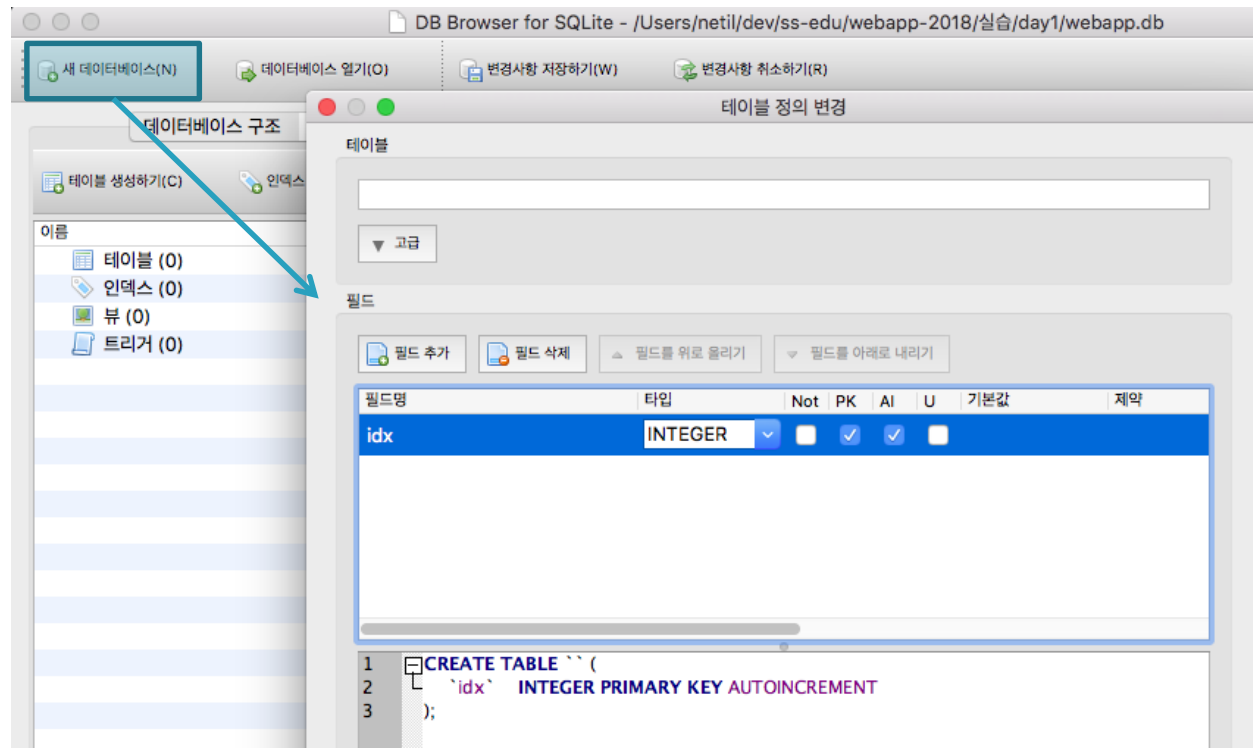 DB Browser for SQLite - /Users/netil/dev/ss-edu/webapp-2018/실습/day1/webapp.db
새 데이터베이스(N) 데이터베이스 열기(O) 변경사항 저장하기(W) 변경사항 취소하기(R)
테이블 정의 변경
데이터베이스 구조
테이블
테이블 생성하기(C) 인덱스
이름
고급
테이블 (0)
인덱스 (0)
뷰 (0)
트리거 (0)
필드
필드 추가 필드 삭제 필드를 위로 올리기 필드를 아래로 내리기
필드명 타입 Not PK AI U 기본값 제약
idx INTEGER
1 CREATE TABLE `` (
2 `idx` INTEGER PRIMARY KEY AUTOINCREMENT
3 );